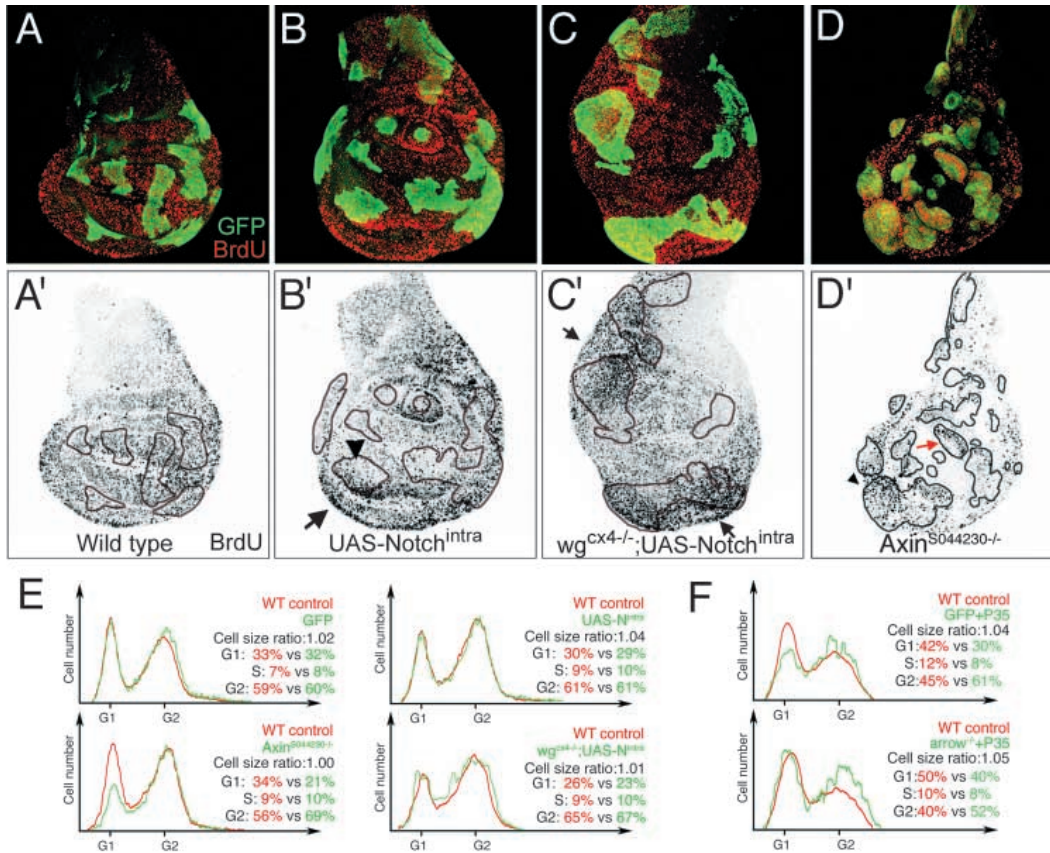 A
B
C
D
GFP
BrdU
A'
B'
C'
D'
Wild type BrdU
UAS-Notch^intra
wg^cx4-/-;UAS-Notch^intra
Axin^S044230-/-
E
Cell number
WT control
GFP
Cell size ratio:1.02
G1: 33% vs 32%
S: 7% vs 8%
G2: 59% vs 60%
G1
G2
Cell number
WT control
UAS-N^intra
Cell size ratio:1.04
G1: 30% vs 29%
S: 9% vs 10%
G2: 61% vs 61%
G1
G2
Cell number
WT control
Axin^S044230-/-
Cell size ratio:1.00
G1: 34% vs 21%
S: 9% vs 10%
G2: 56% vs 69%
G1
G2
Cell number
WT control
wg^cx4-/-;UAS-N^intra
Cell size ratio:1.01
G1: 26% vs 23%
S: 9% vs 10%
G2: 65% vs 67%
G1
G2
F
Cell number
WT control
GFP+P35
Cell size ratio:1.04
G1:42% vs 30%
S:12% vs 8%
G2:45% vs 61%
G1
G2
Cell number
WT control
arrow^-/-+P35
Cell size ratio:1.05
G1:50% vs 40%
S:10% vs 8%
G2:40% vs 52%
G1
G2